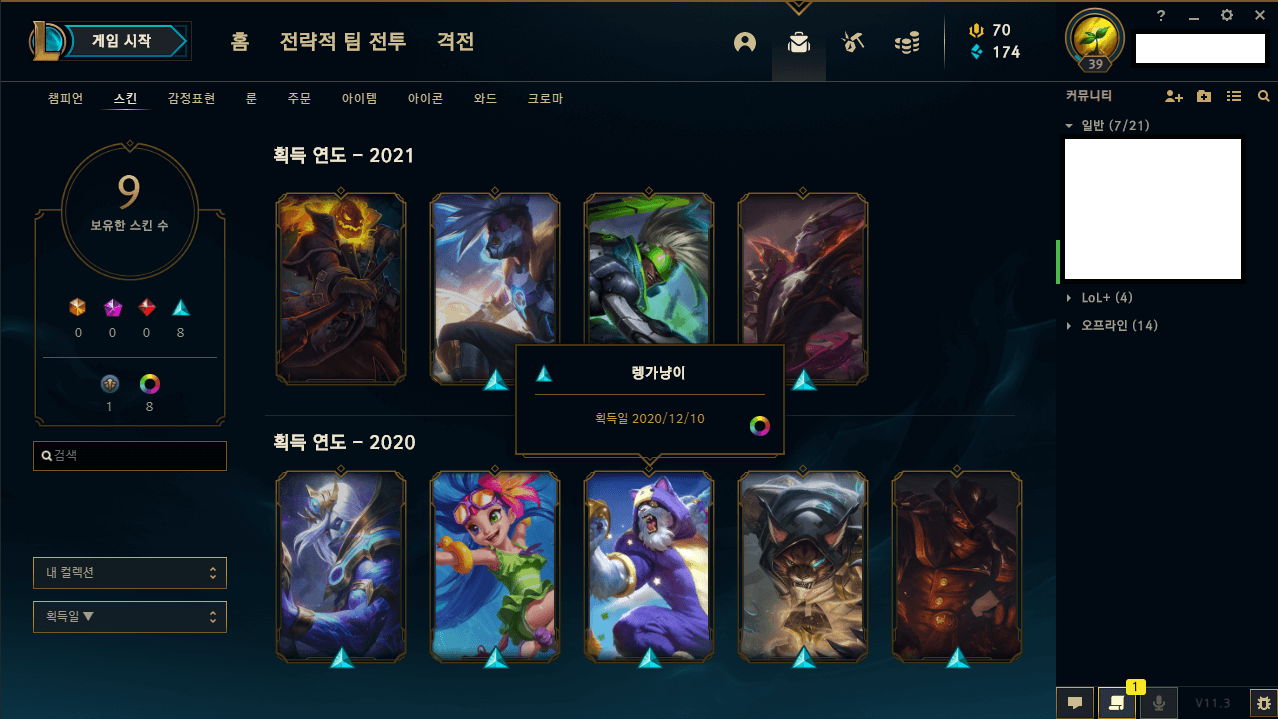 게임 시작
홈
전략적 팀 전투
격전
70
174
?
39
챔피언
스킨
감정표현
룬
주문
아이템
아이콘
와드
크로마
커뮤니티
일반 (7/21)
LoL+ (4)
오프라인 (14)
9
보유한 스킨 수
0
0
0
8
1
8
검색
내 컬렉션
획득일 ▼
획득 연도 – 2021
렝가냥이
획득일 2020/12/10
획득 연도 – 2020
1
V11.3